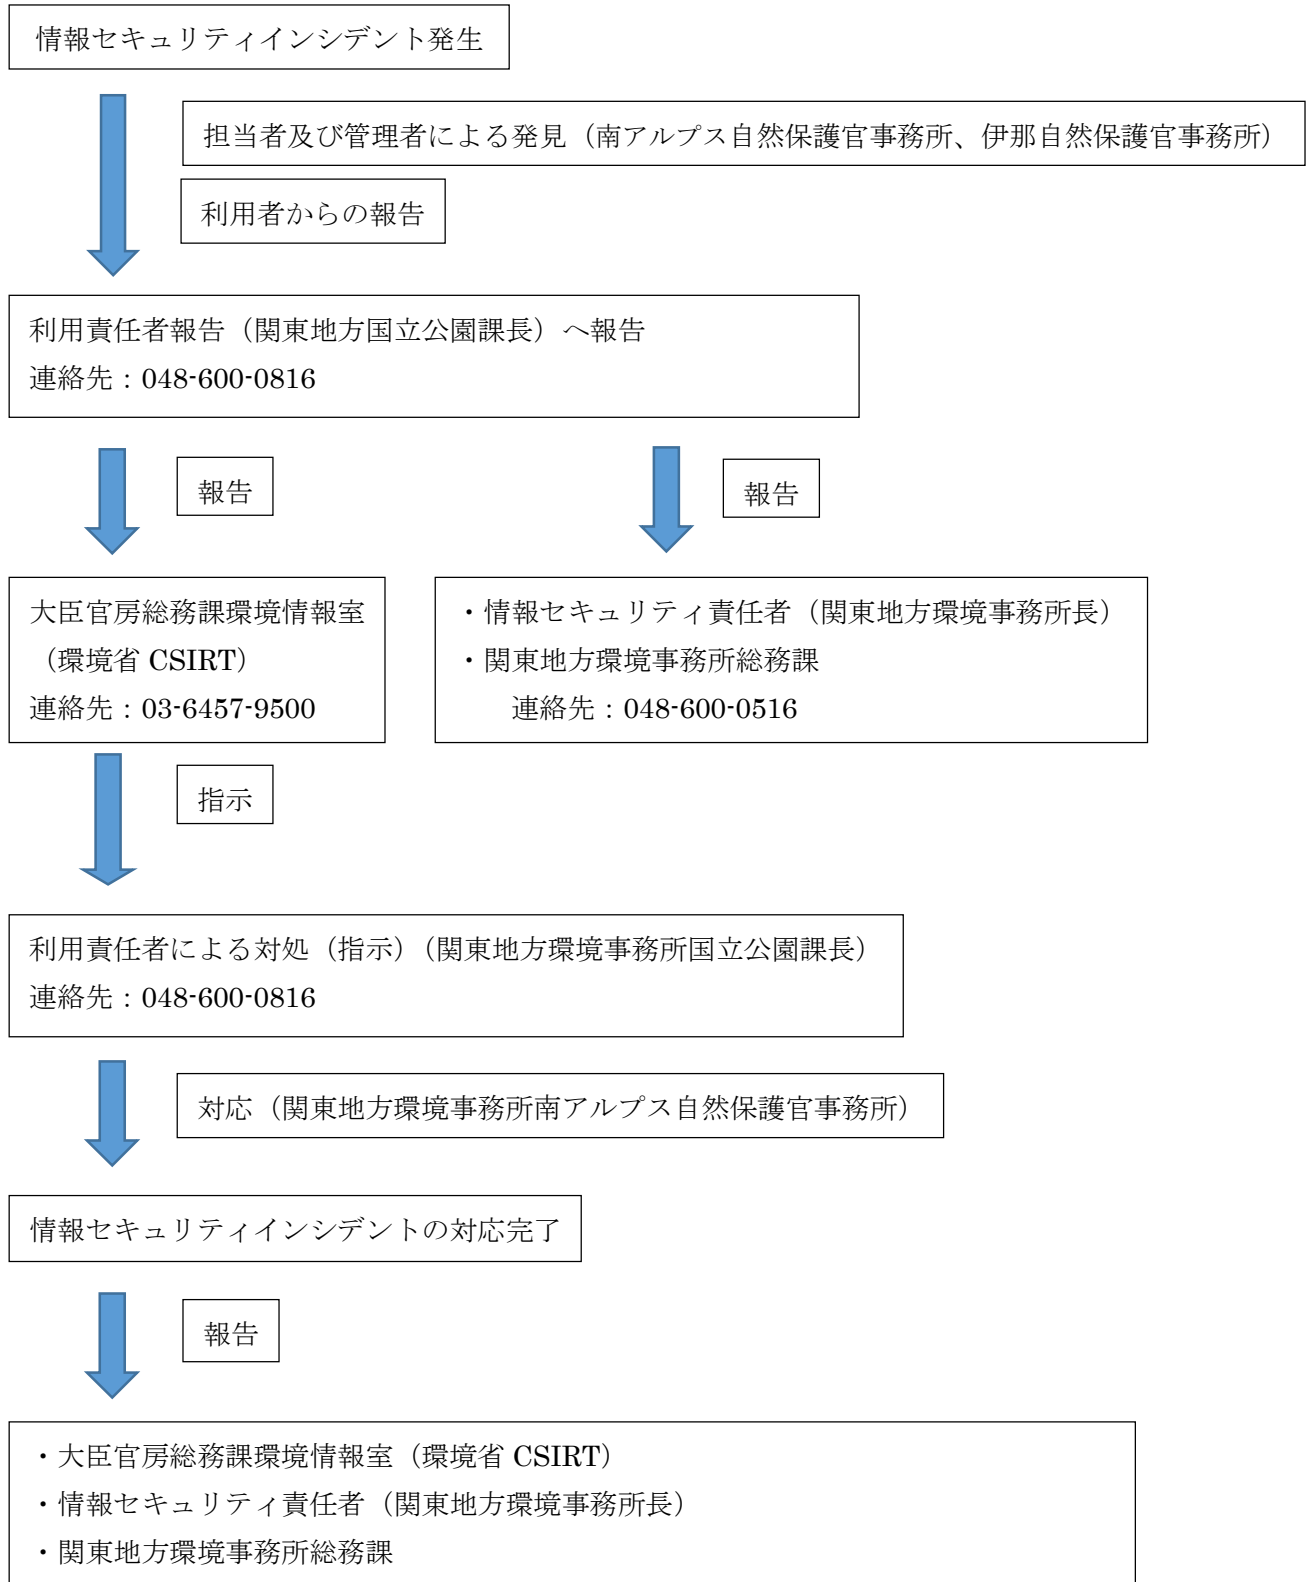 情報セキュリティインシデント発生
担当者及び管理者による発見（南アルプス自然保護官事務所、伊那自然保護官事務所）
利用者からの報告
利用責任者報告（関東地方国立公園課長）へ報告
連絡先：048-600-0816
報告
報告
大臣官房総務課環境情報室
（環境省 CSIRT）
連絡先：03-6457-9500
・情報セキュリティ責任者（関東地方環境事務所長）
・関東地方環境事務所総務課
連絡先：048-600-0516
指示
利用責任者による対処（指示）（関東地方環境事務所国立公園課長）
連絡先：048-600-0816
対応（関東地方環境事務所南アルプス自然保護官事務所）
情報セキュリティインシデントの対応完了
報告
・大臣官房総務課環境情報室（環境省 CSIRT）
・情報セキュリティ責任者（関東地方環境事務所長）
・関東地方環境事務所総務課